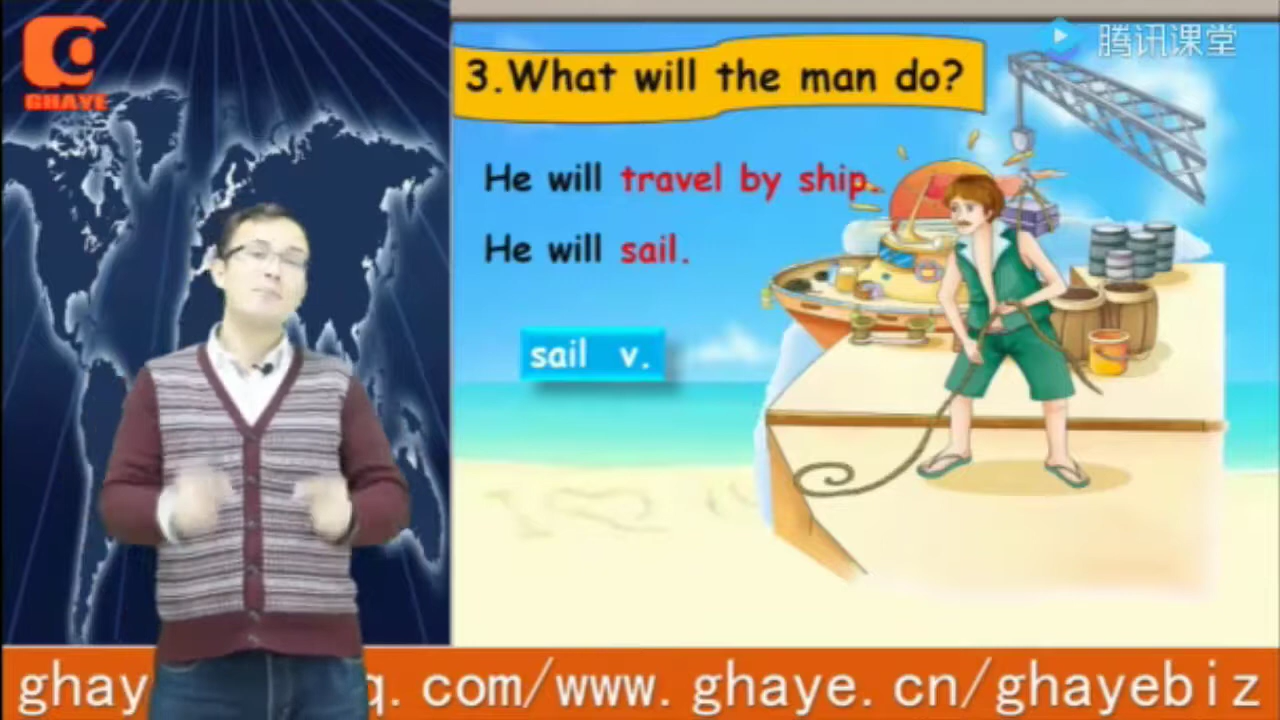 GHAYE
腾讯课堂
3.What will the man do?
He will travel by ship.
He will sail.
sail v.
I
ghay q.com/www.ghaye.cn/ghayebiz